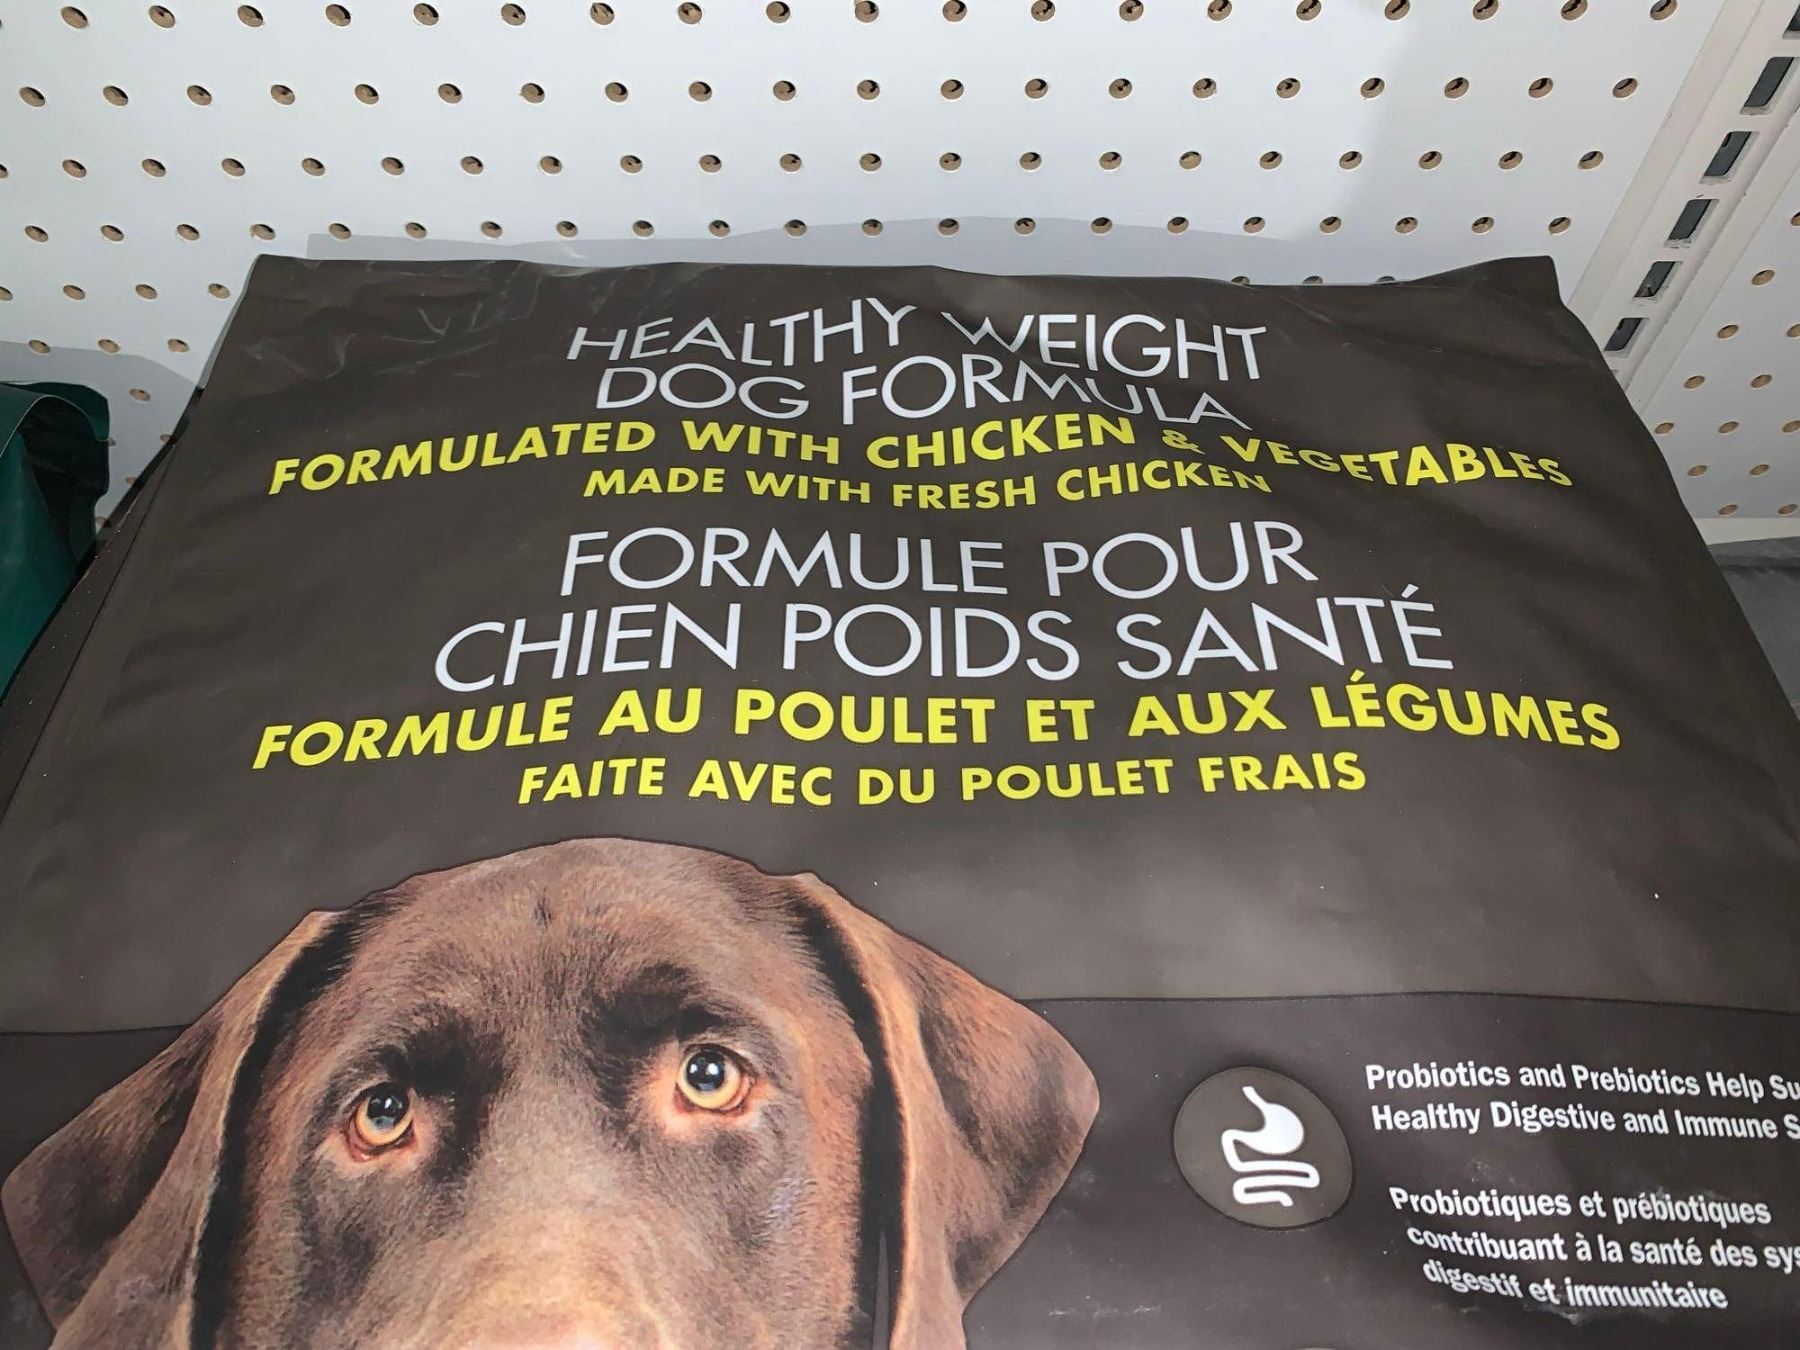 HEALTHY WEIGHT
DOG FORMULA
FORMULATED WITH CHICKEN & VEGETABLES
MADE WITH FRESH CHICKEN
FORMULE POUR
CHIEN POIDS SANTÉ
FORMULE AU POULET ET AUX LÉGUMES
FAITE AVEC DU POULET FRAIS
Probiotics and Prebiotics Help
Healthy Digestive and Immune
Probiotiques et prébiotiques
contribuant à la santé des
digestif et immunitaire